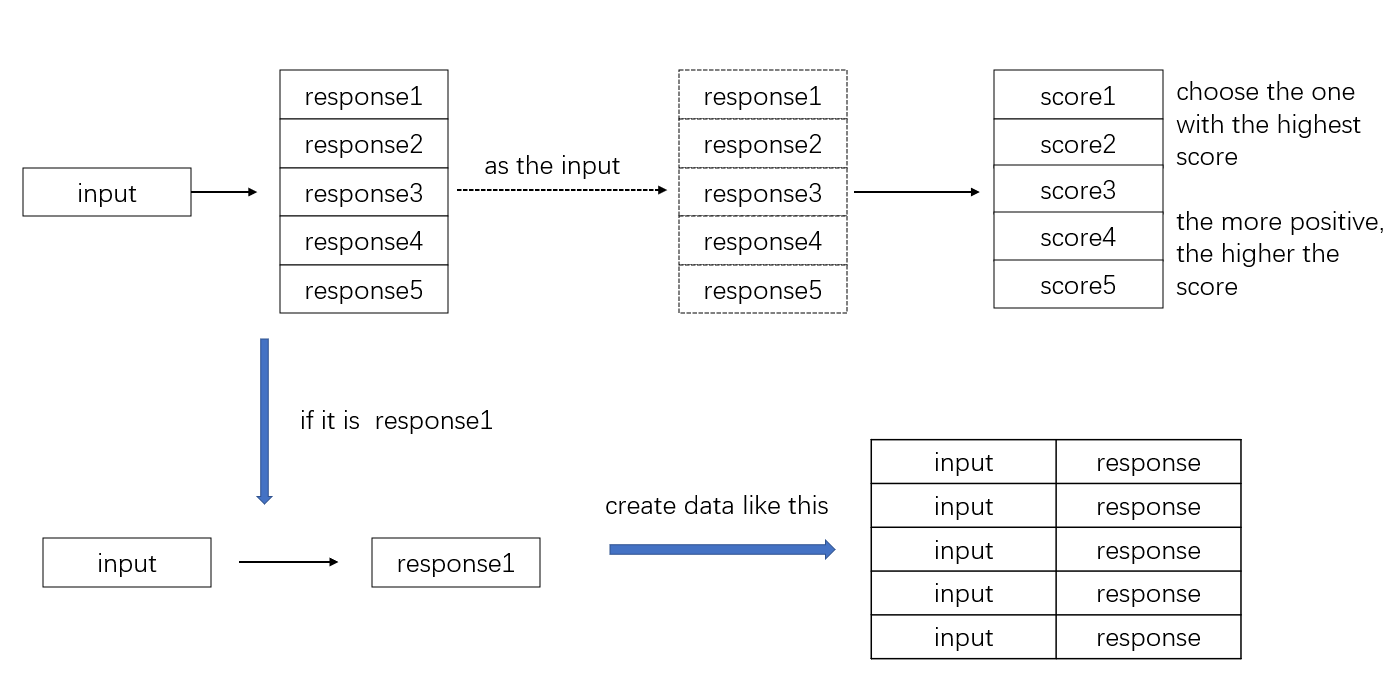 input
response1
response2
response3
response4
response5
as the input
response1
response2
response3
response4
response5
score1
score2
score3
score4
score5
choose the one
with the highest
score
the more positive,
the higher the
score
if it is  response1
input
response1
create data like this
input response
input response
input response
input response
input response